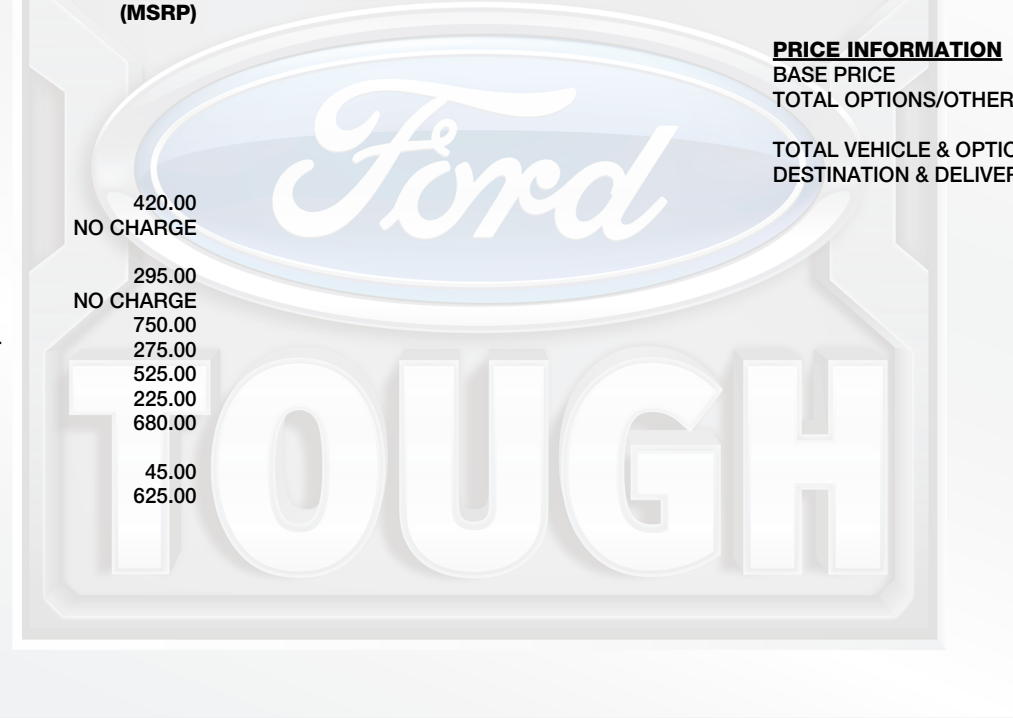 (MSRP)
420.00
NO CHARGE
295.00
NO CHARGE
750.00
275.00
525.00
225.00
680.00
45.00
625.00
PRICE INFORMATION
BASE PRICE
TOTAL OPTIONS/OTHER
TOTAL VEHICLE & OPTIO
DESTINATION & DELIVER
Ford
TOUGH